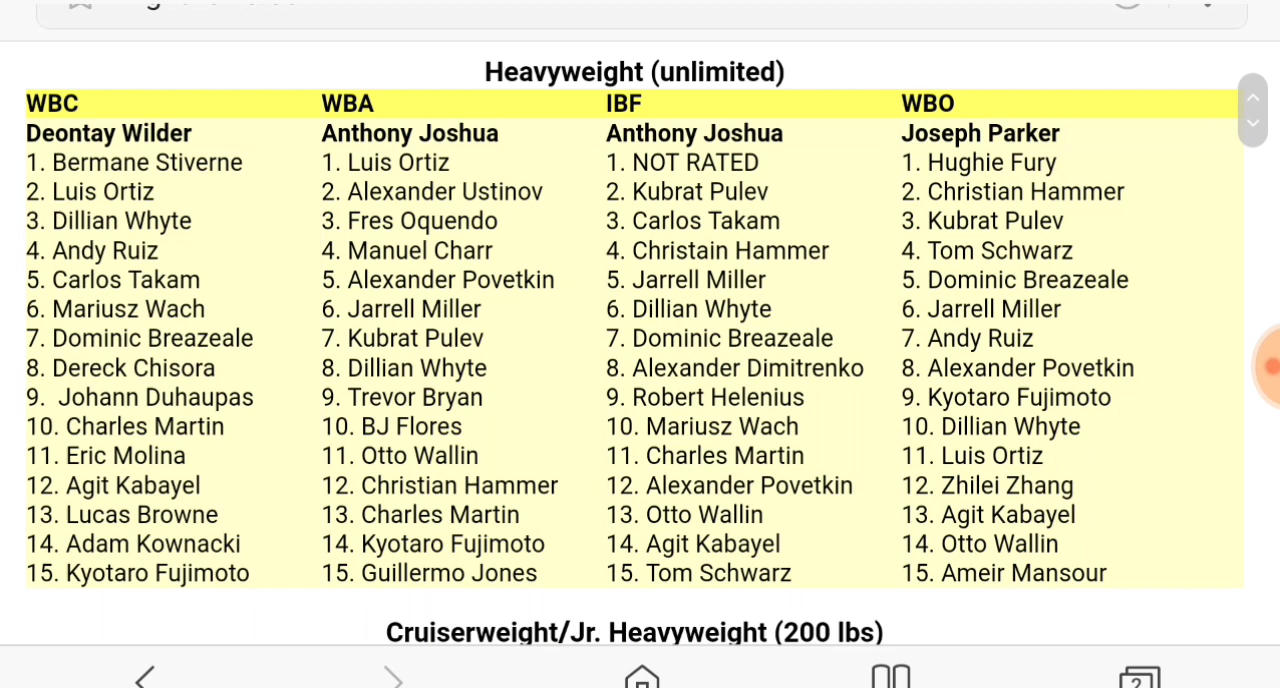 Heavyweight (unlimited)
WBC WBA IBF WBO
Deontay Wilder Anthony Joshua Anthony Joshua Joseph Parker
1. Bermane Stiverne 1. Luis Ortiz 1. NOT RATED 1. Hughie Fury
2. Luis Ortiz 2. Alexander Ustinov 2. Kubrat Pulev 2. Christian Hammer
3. Dillian Whyte 3. Fres Oquendo 3. Carlos Takam 3. Kubrat Pulev
4. Andy Ruiz 4. Manuel Charr 4. Christain Hammer 4. Tom Schwarz
5. Carlos Takam 5. Alexander Povetkin 5. Jarrell Miller 5. Dominic Breazeale
6. Mariusz Wach 6. Jarrell Miller 6. Dillian Whyte 6. Jarrell Miller
7. Dominic Breazeale 7. Kubrat Pulev 7. Dominic Breazeale 7. Andy Ruiz
8. Dereck Chisora 8. Dillian Whyte 8. Alexander Dimitrenko 8. Alexander Povetkin
9. Johann Duhaupas 9. Trevor Bryan 9. Robert Helenius 9. Kyotaro Fujimoto
10. Charles Martin 10. BJ Flores 10. Mariusz Wach 10. Dillian Whyte
11. Eric Molina 11. Otto Wallin 11. Charles Martin 11. Luis Ortiz
12. Agit Kabayel 12. Christian Hammer 12. Alexander Povetkin 12. Zhilei Zhang
13. Lucas Browne 13. Charles Martin 13. Otto Wallin 13. Agit Kabayel
14. Adam Kownacki 14. Kyotaro Fujimoto 14. Agit Kabayel 14. Otto Wallin
15. Kyotaro Fujimoto 15. Guillermo Jones 15. Tom Schwarz 15. Ameir Mansour
Cruiserweight/Jr. Heavyweight (200 lbs)
2